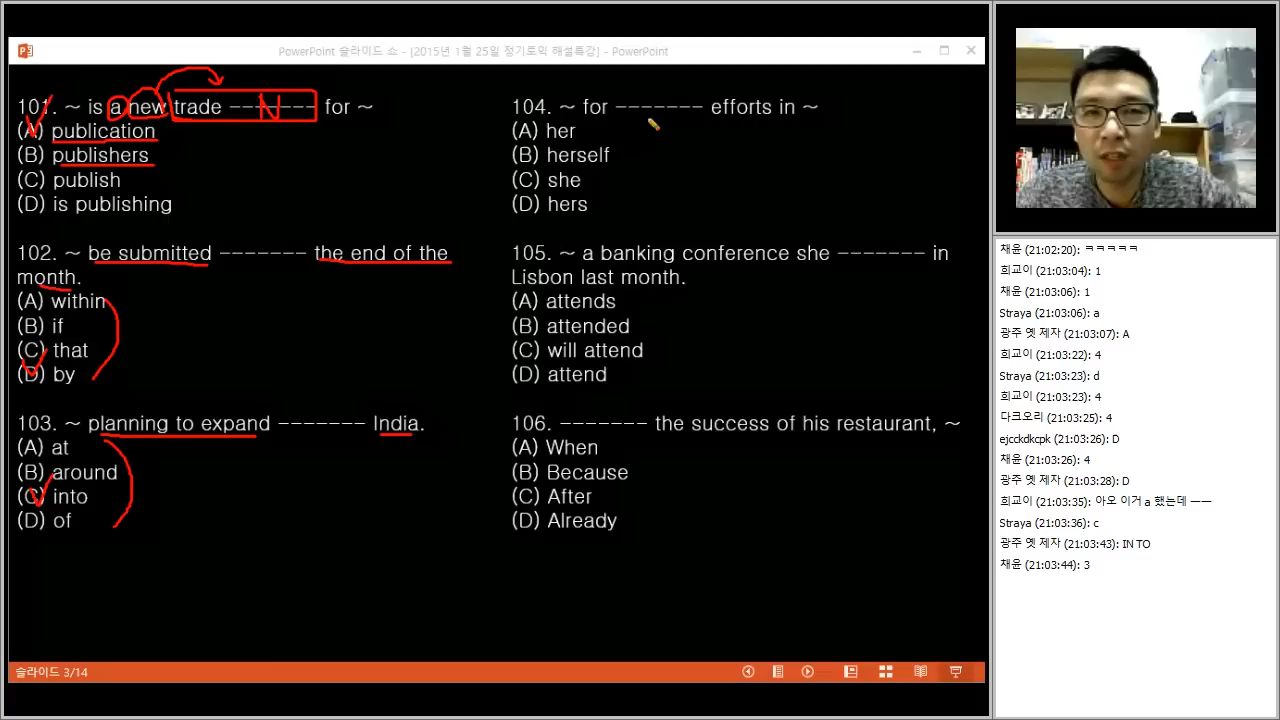 PowerPoint 슬라이드 쇼 - [2015년 1월 25일 정기토익 해설특강] - PowerPoint
101. ~ is a new trade ------- for ~
N
(A) publication
(B) publishers
(C) publish
(D) is publishing
102. ~ be submitted ------- the end of the
month.
(A) within
(B) if
(C) that
(D) by
103. ~ planning to expand ------- India.
(A) at
(B) around
(C) into
(D) of
104. ~ for ------- efforts in ~
(A) her
(B) herself
(C) she
(D) hers
105. ~ a banking conference she ------- in
Lisbon last month.
(A) attends
(B) attended
(C) will attend
(D) attend
106. ------- the success of his restaurant, ~
(A) When
(B) Because
(C) After
(D) Already
슬라이드 3/14
채윤 (21:02:20): ㅋㅋㅋㅋㅋ
희교이 (21:03:04): 1
채윤 (21:03:06): 1
Straya (21:03:06): a
광주 옛 제자 (21:03:07): A
희교이 (21:03:22): 4
Straya (21:03:23): d
희교이 (21:03:23): 4
다크오리 (21:03:25): 4
ejcckdkcpk (21:03:26): D
채윤 (21:03:26): 4
광주 옛 제자 (21:03:28): D
희교이 (21:03:35): 아오 이거 a 했는데 ㅡㅡ
Straya (21:03:36): c
광주 옛 제자 (21:03:43): IN TO
채윤 (21:03:44): 3